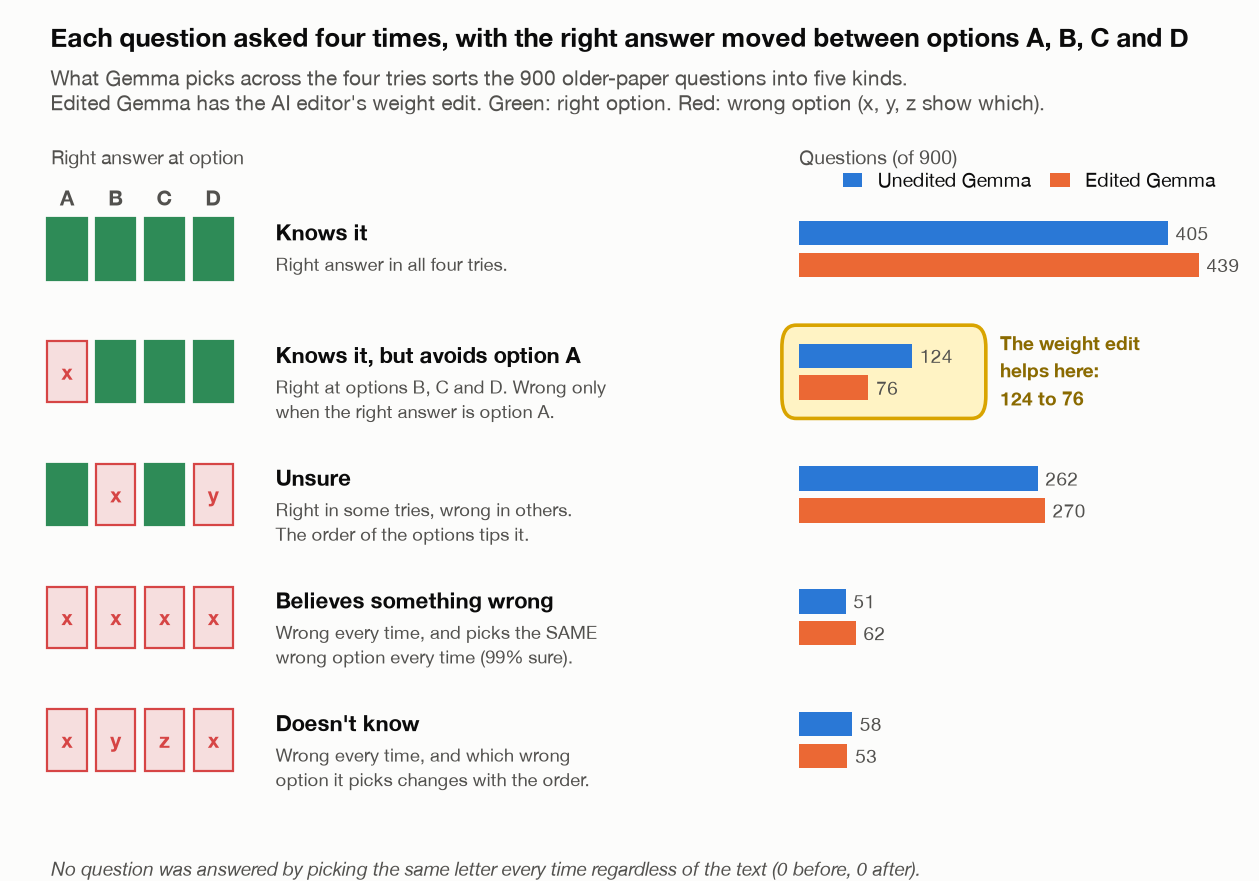 Each question asked four times, with the right answer moved between options A, B, C and D
What Gemma picks across the four tries sorts the 900 older-paper questions into five kinds.
Edited Gemma has the AI editor's weight edit. Green: right option. Red: wrong option (x, y, z show which).
Right answer at option
Questions (of 900)
Unedited Gemma
Edited Gemma
A B C D
Knows it
Right answer in all four tries.
405
439
x
Knows it, but avoids option A
Right at options B, C and D. Wrong only
when the right answer is option A.
124
76
The weight edit
helps here:
124 to 76
x y
Unsure
Right in some tries, wrong in others.
The order of the options tips it.
262
270
x x x x
Believes something wrong
Wrong every time, and picks the SAME
wrong option every time (99% sure).
51
62
x y z x
Doesn't know
Wrong every time, and which wrong
option it picks changes with the order.
58
53
No question was answered by picking the same letter every time regardless of the text (0 before, 0 after).